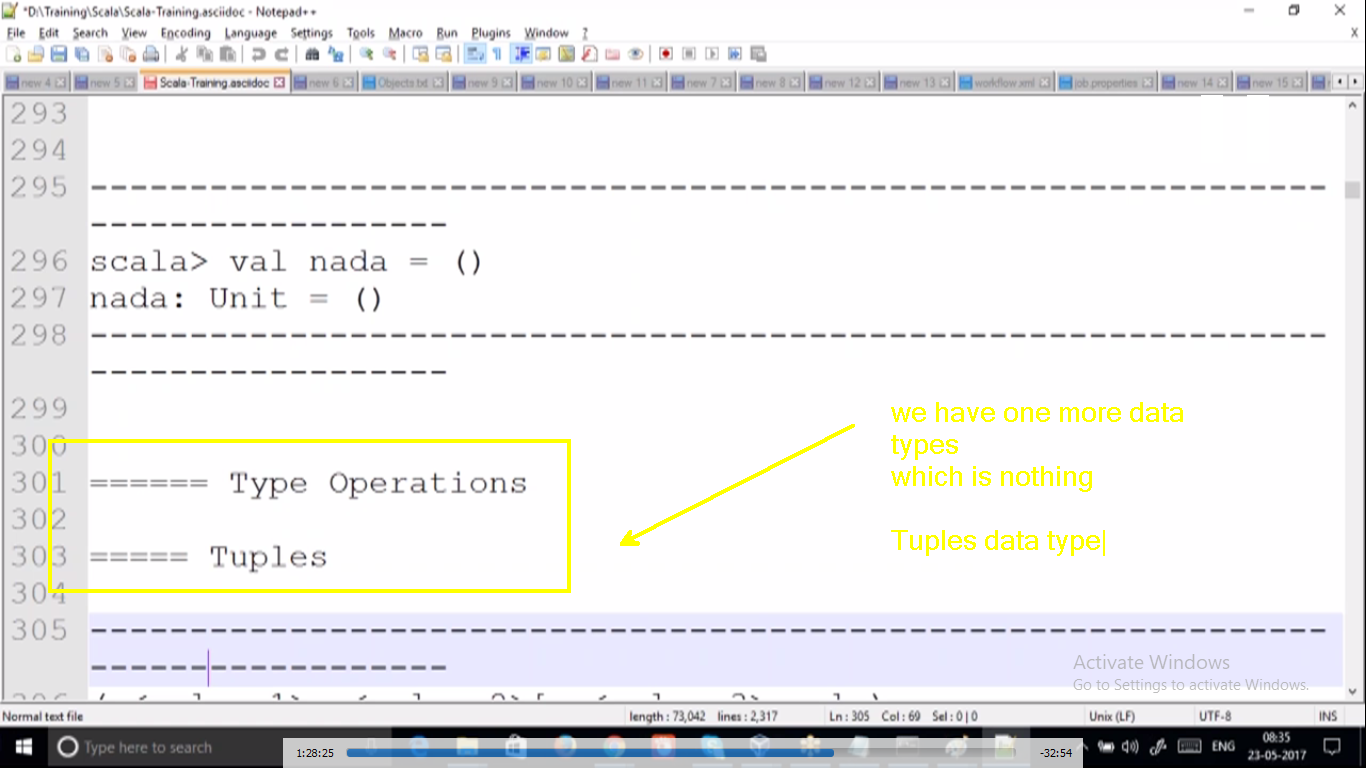 *D:\Training\Scala\Scala-Training.asciidoc - Notepad++
File Edit Search View Encoding Language Settings Tools Macro Run Plugins Window ? X
new 4 new 5 Scala-Training.asciidoc new 6 Objects.txt new 9 new 10 new 11 new 7 new 8 new 12 new 13 workflow.xml job.properties new 14 new 15
293
294
295 --------------------------------------------------------------
------------------
296 scala> val nada = ()
297 nada: Unit = ()
298 --------------------------------------------------------------
------------------
299
300
301 ====== Type Operations
302
303 ===== Tuples
304
305 --------------------------------------------------------------
------------------
we have one more data
types
which is nothing
Tuples data type
Activate Windows
Go to Settings to activate Windows.
Normal text file length : 73,042 lines : 2,317 Ln : 305 Col : 69 Sel : 0 | 0 Unix (LF) UTF-8 INS
Type here to search
1:28:25 -32:54
ENG 08:35
23-05-2017